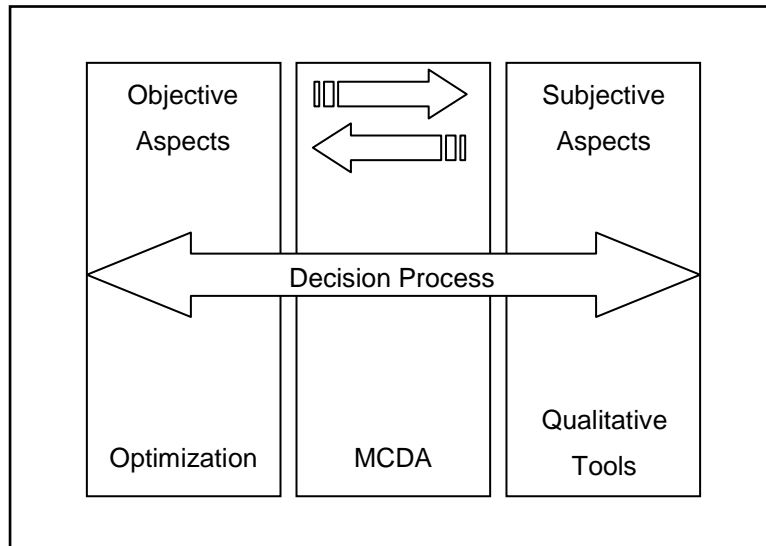 Objective
Aspects
Subjective
Aspects
Decision Process
Optimization
MCDA
Qualitative
Tools